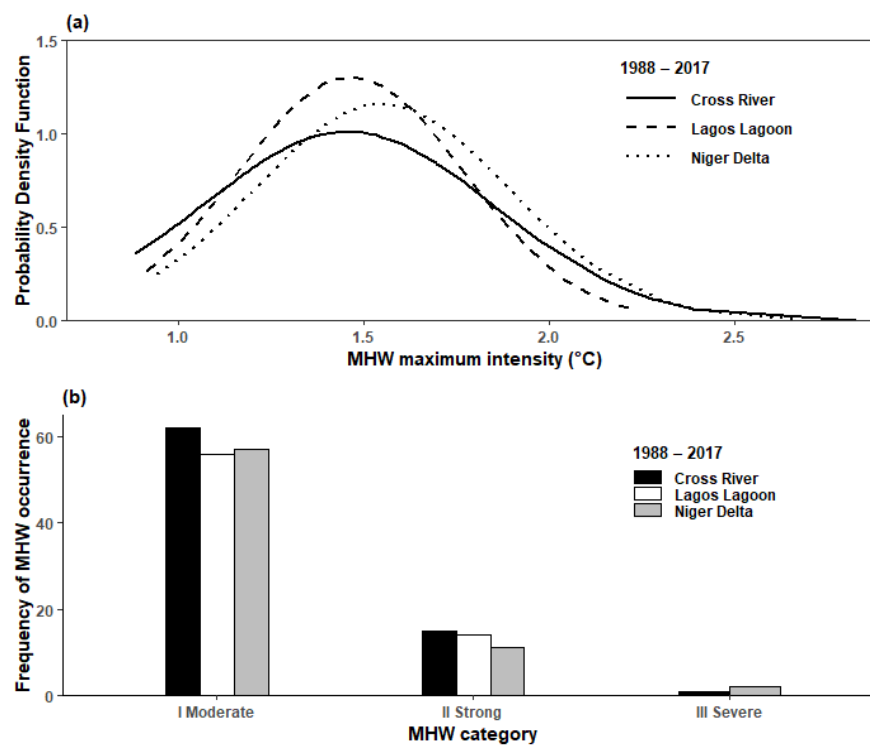 (a)
1.5
1.0
0.5
0.0
Probability Density Function
1988 – 2017
Cross River
Lagos Lagoon
Niger Delta
1.0 1.5 2.0 2.5
MHW maximum intensity (°C)
(b)
60
40
20
0
Frequency of MHW occurrence
1988 – 2017
Cross River
Lagos Lagoon
Niger Delta
I Moderate II Strong III Severe
MHW category